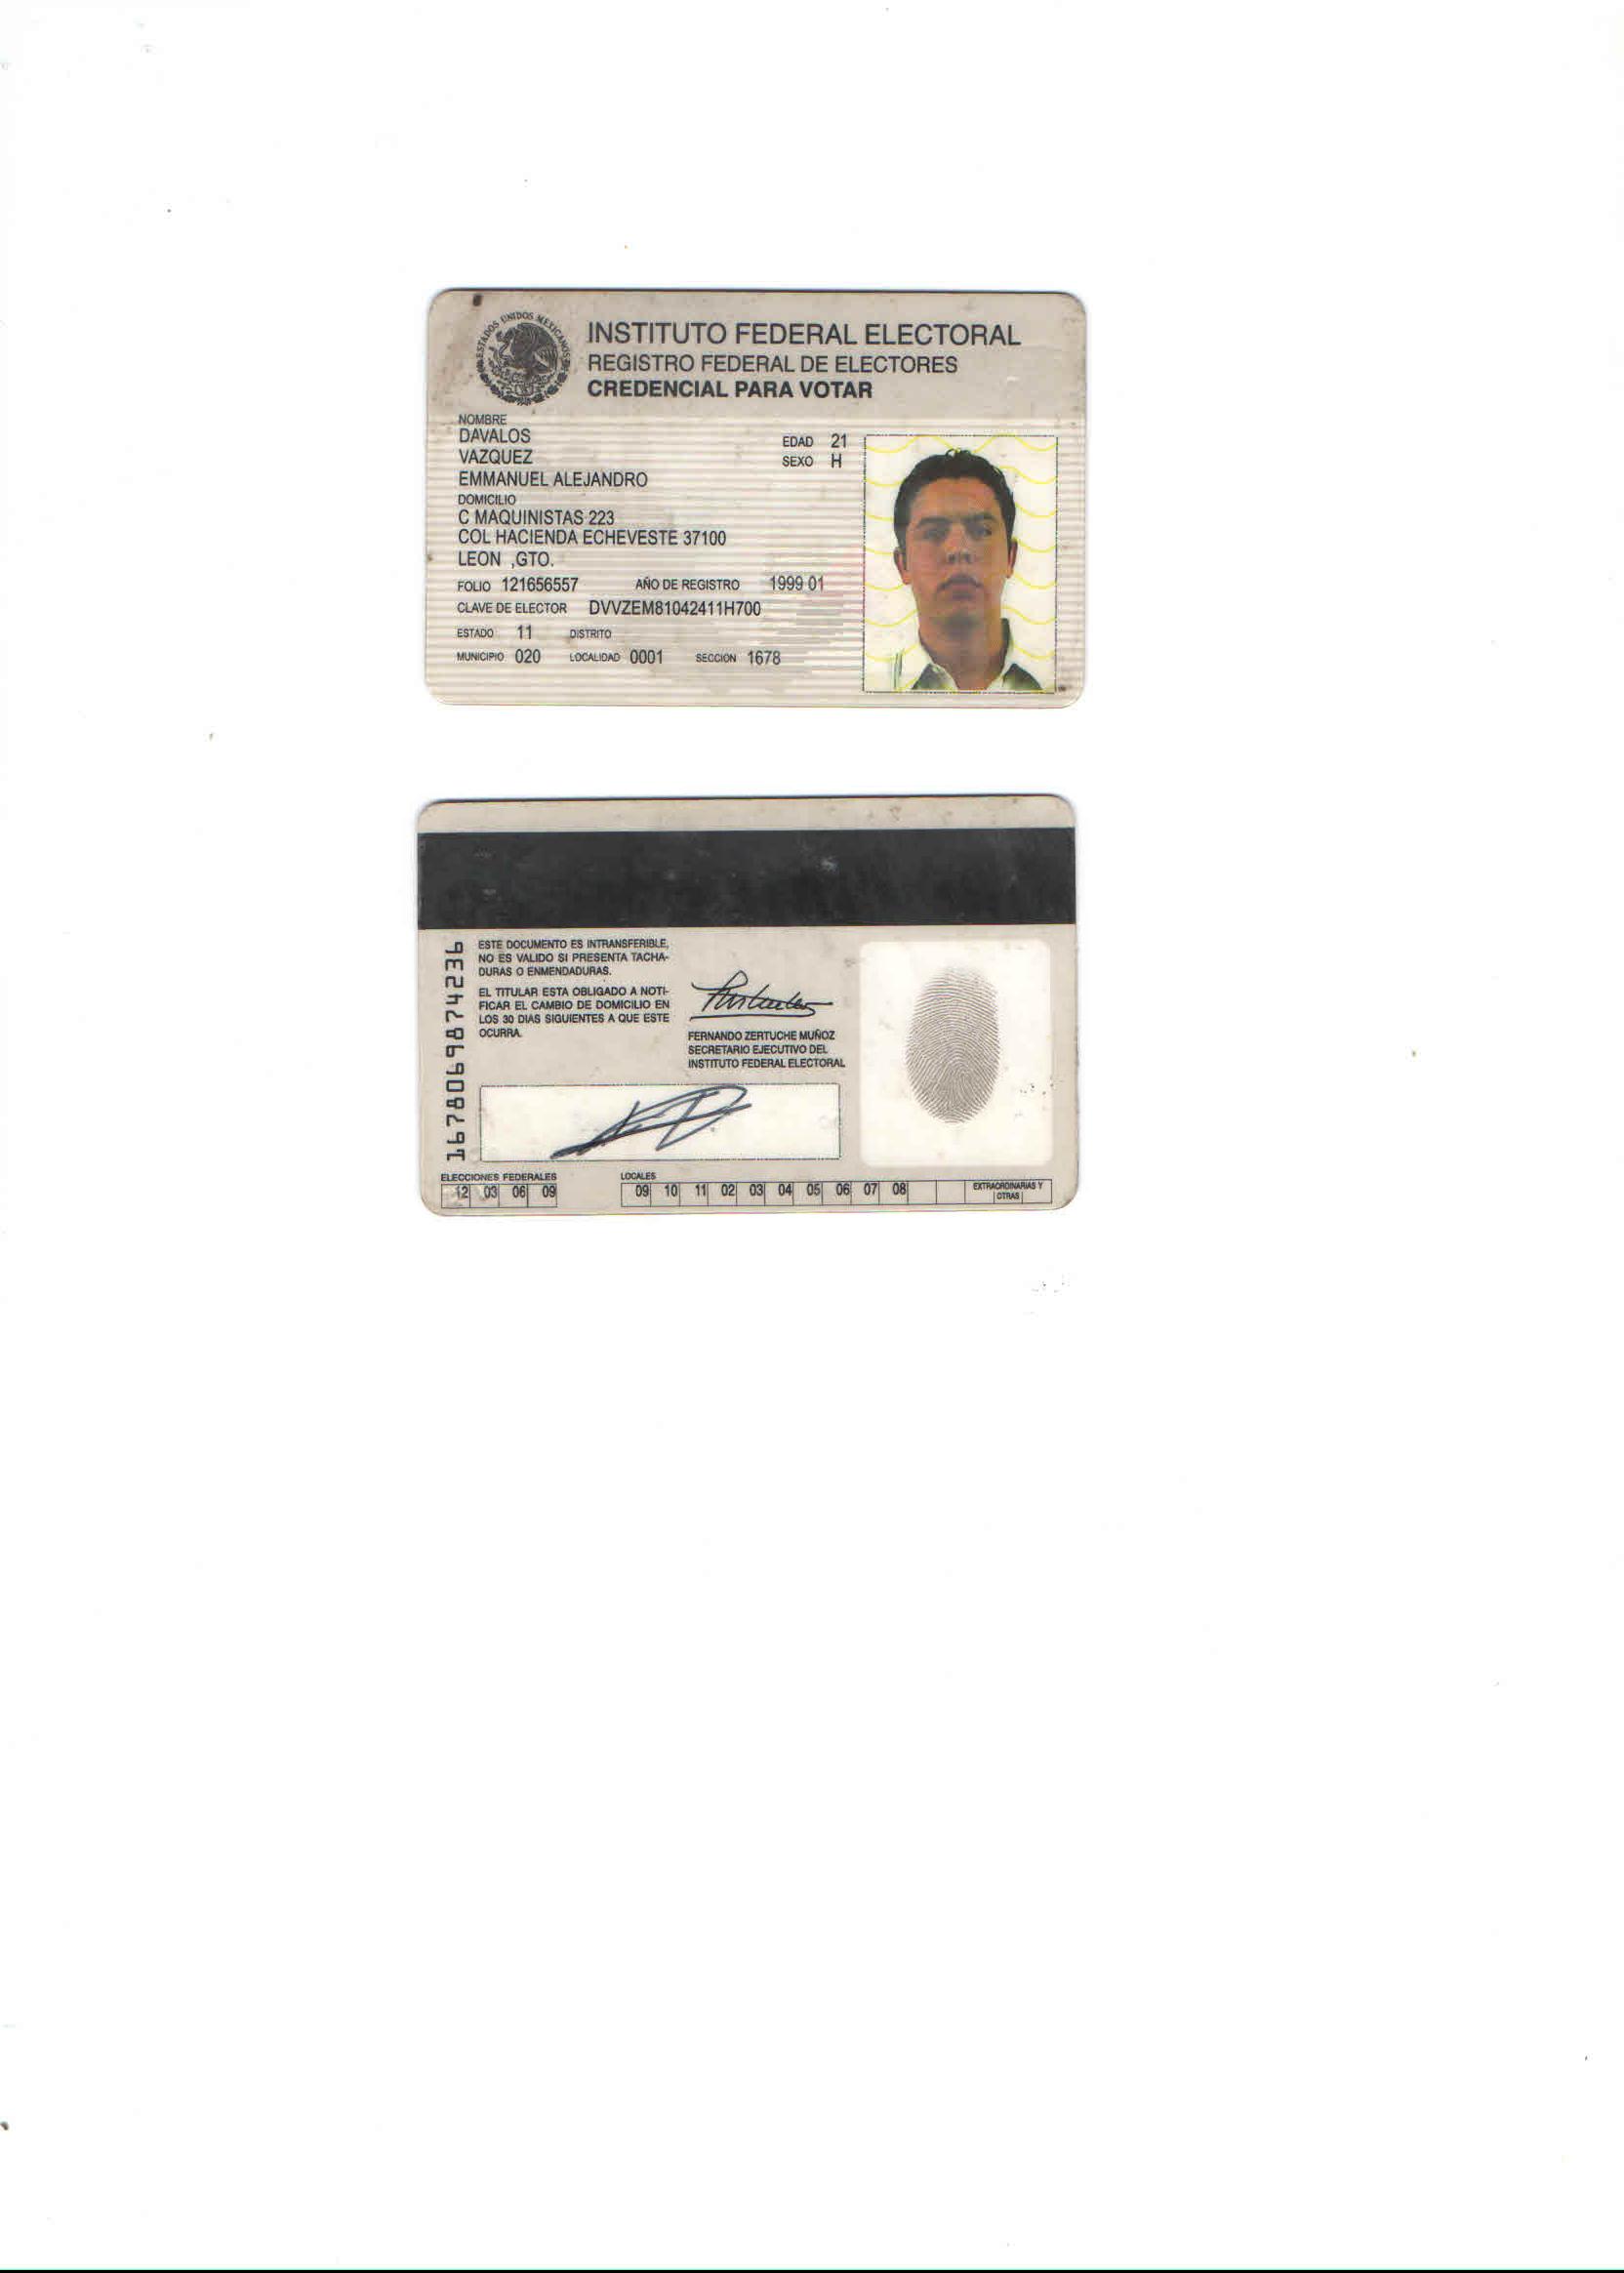 ESTADOS UNIDOS MEXICANOS
INSTITUTO FEDERAL ELECTORAL
REGISTRO FEDERAL DE ELECTORES
CREDENCIAL PARA VOTAR
NOMBRE
DAVALOS
VAZQUEZ
EMMANUEL ALEJANDRO
EDAD 21
SEXO H
DOMICILIO
C MAQUINISTAS 223
COL HACIENDA ECHEVESTE 37100
LEON ,GTO.
FOLIO 121656557 AÑO DE REGISTRO 1999 01
CLAVE DE ELECTOR DVVZEM81042411H700
ESTADO 11 DISTRITO
MUNICIPIO 020 LOCALIDAD 0001 SECCION 1678
1678069874236
ESTE DOCUMENTO ES INTRANSFERIBLE,
NO ES VALIDO SI PRESENTA TACHA-
DURAS O ENMENDADURAS.
EL TITULAR ESTA OBLIGADO A NOTI-
FICAR EL CAMBIO DE DOMICILIO EN
LOS 30 DIAS SIGUIENTES A QUE ESTE
OCURRA.
FERNANDO ZERTUCHE MUÑOZ
SECRETARIO EJECUTIVO DEL
INSTITUTO FEDERAL ELECTORAL
ELECCIONES FEDERALES
12 03 06 09
LOCALES
09 10 11 02 03 04 05 06 07 08
EXTRAORDINARIAS Y
OTRAS